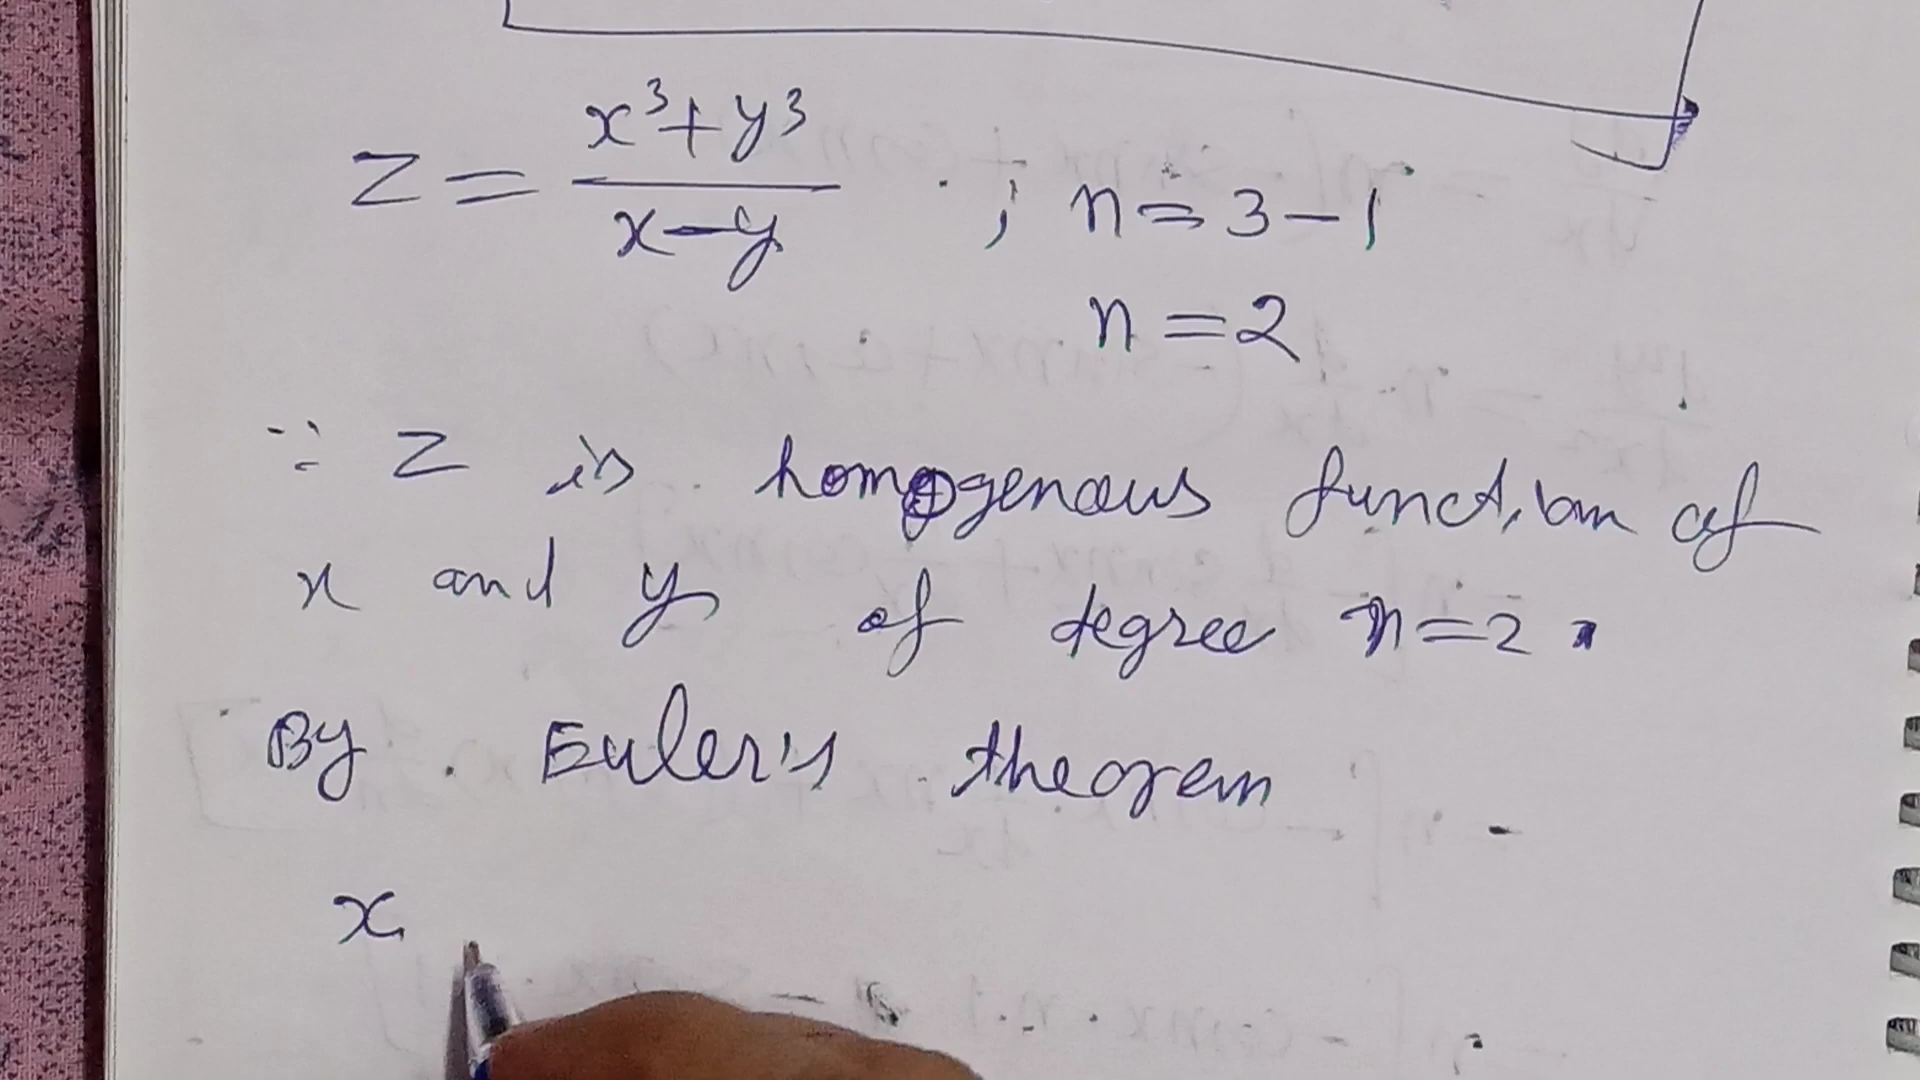 z = x³+y³ / x-y ; n = 3-1
n = 2
∵ z is homogenous function of
x and y of degree n=2.
By Euler's theorem
x